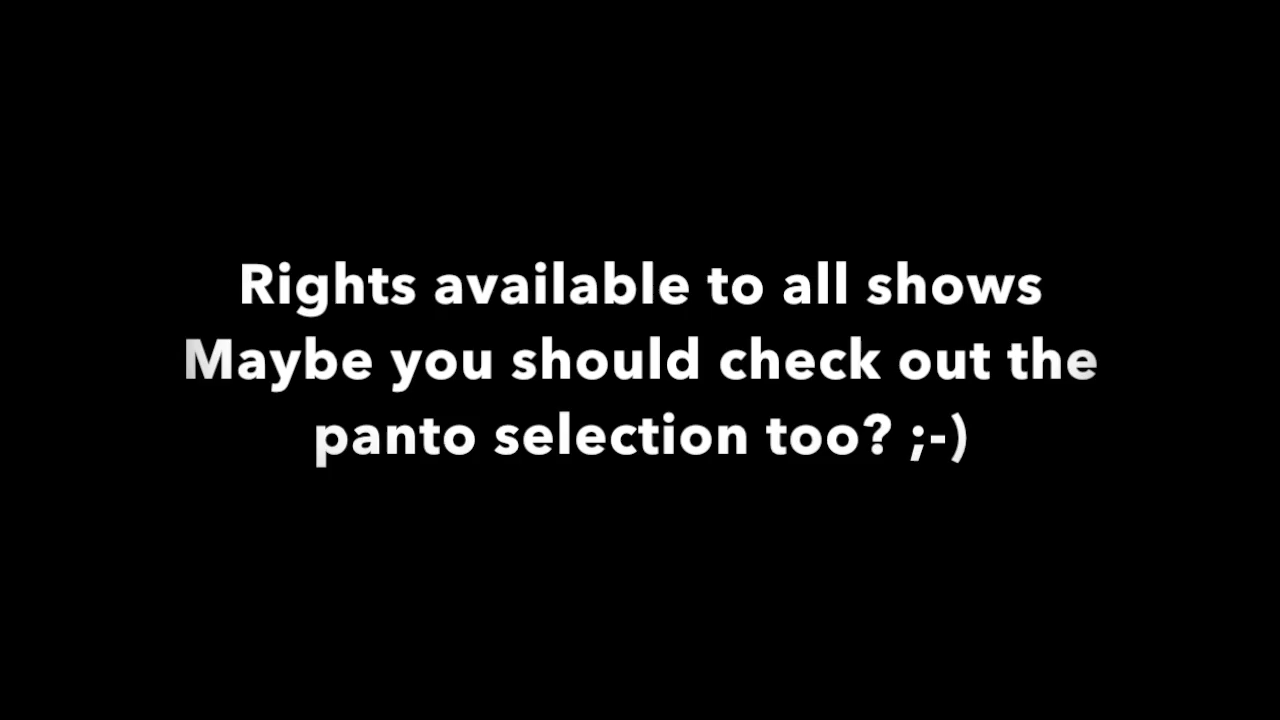 Rights available to all shows
Maybe you should check out the
panto selection too? ;-)